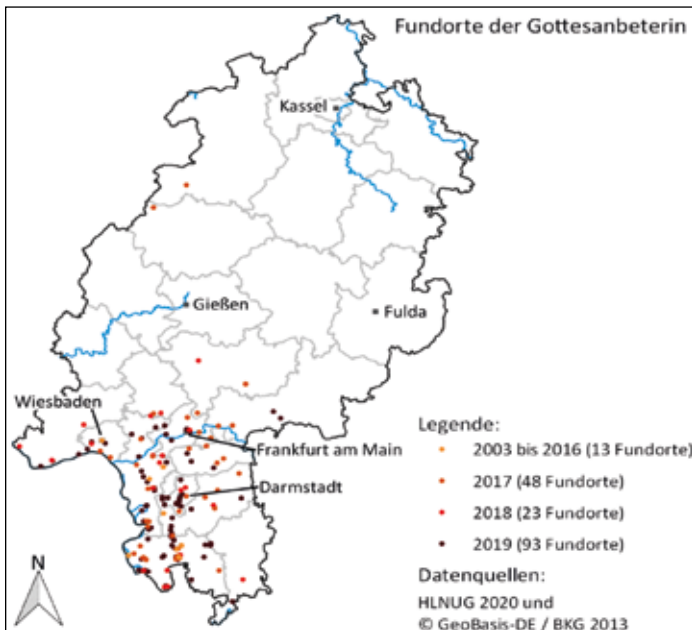 Fundorte der Gottesanbeterin
Kassel
Gießen
Fulda
Wiesbaden
Frankfurt am Main
Darmstadt
N
Legende:
2003 bis 2016 (13 Fundorte)
2017 (48 Fundorte)
2018 (23 Fundorte)
2019 (93 Fundorte)
Datenquellen:
HLNUG 2020 und
© GeoBasis-DE / BKG 2013